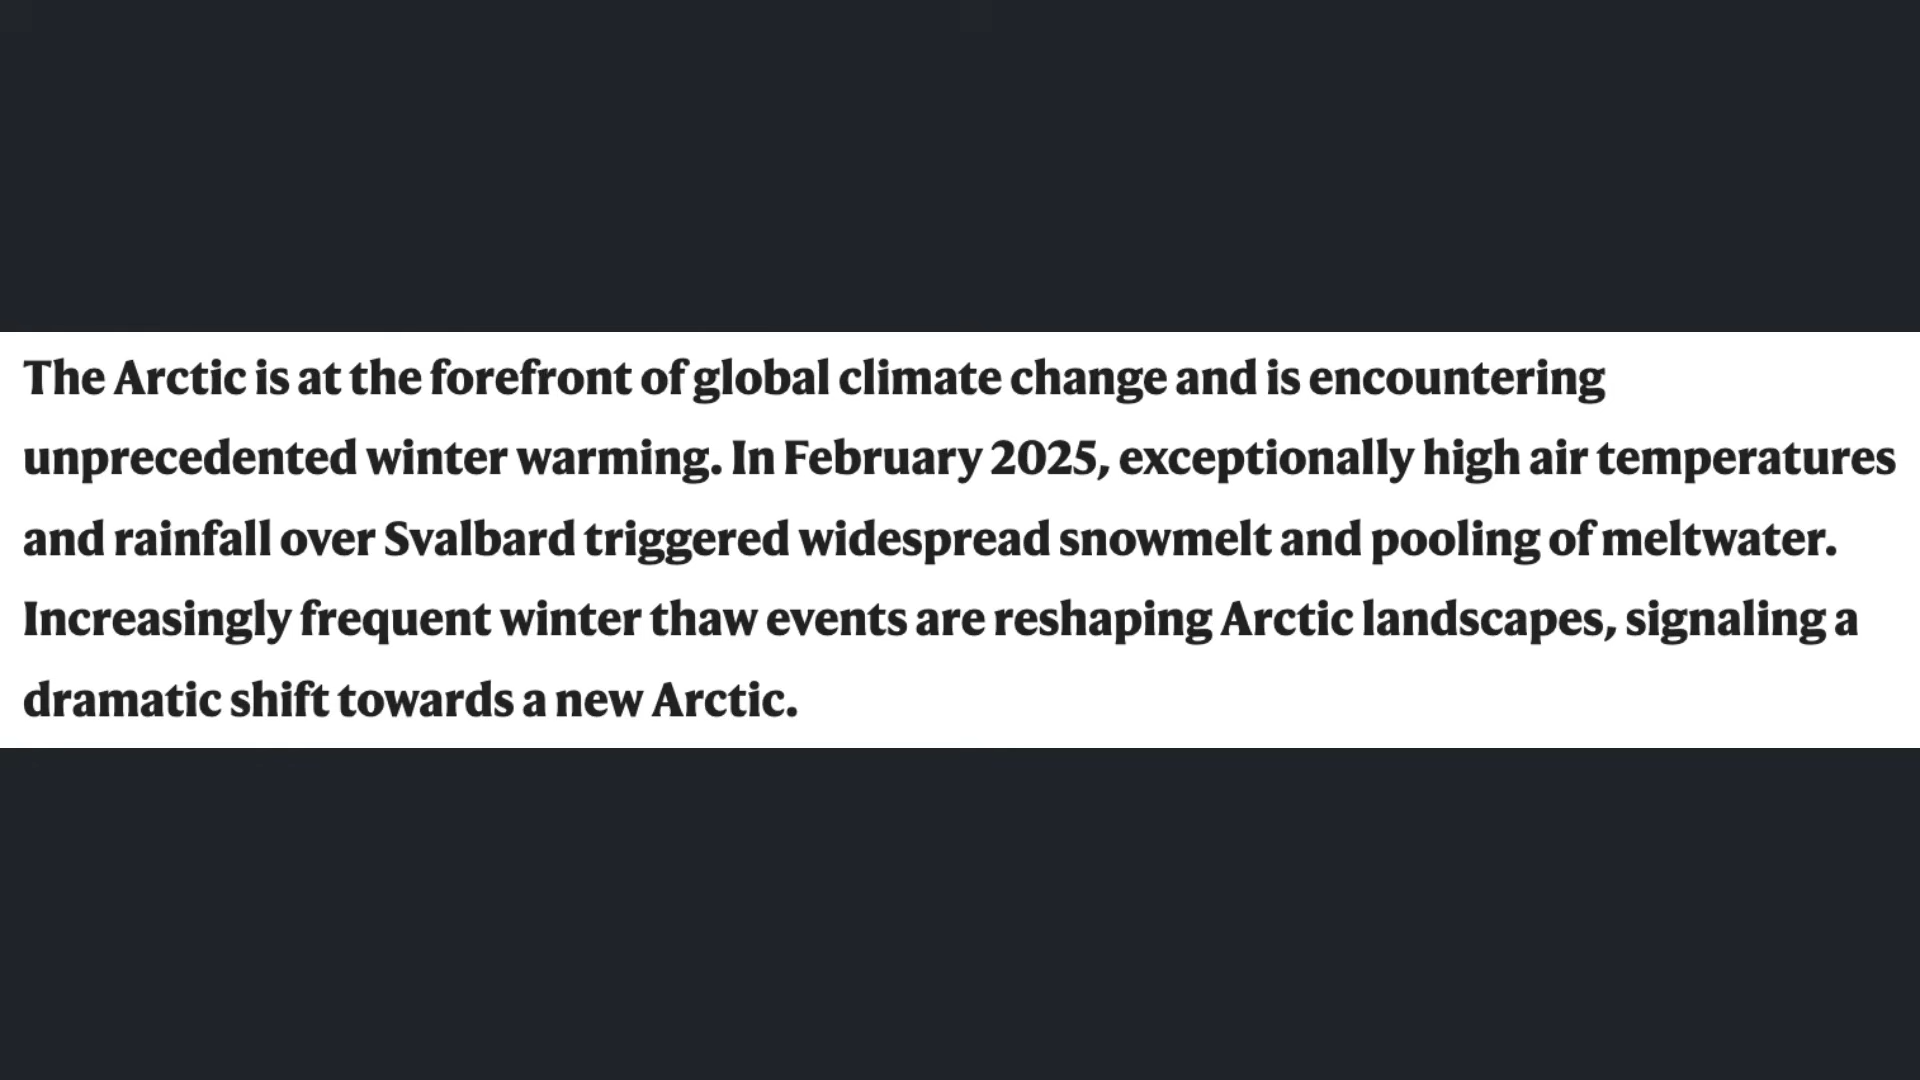 The Arctic is at the forefront of global climate change and is encountering
unprecedented winter warming. In February 2025, exceptionally high air temperatures
and rainfall over Svalbard triggered widespread snowmelt and pooling of meltwater.
Increasingly frequent winter thaw events are reshaping Arctic landscapes, signaling a
dramatic shift towards a new Arctic.